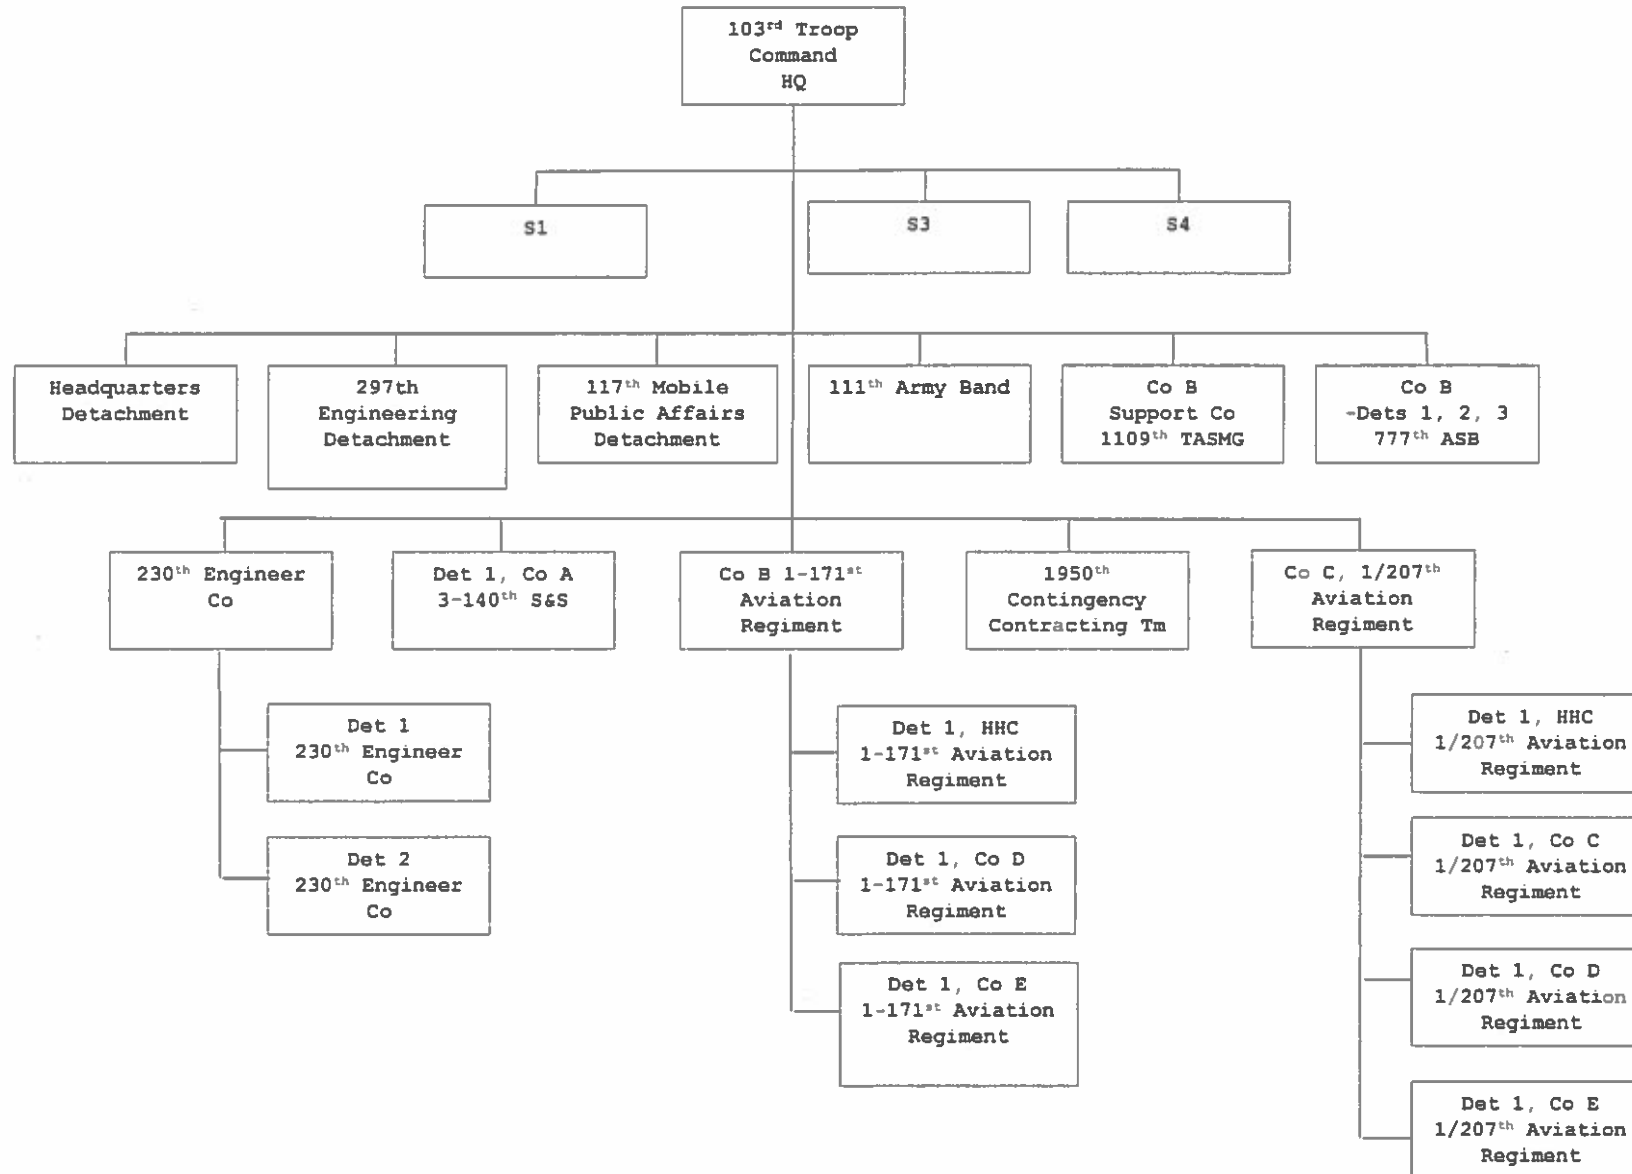 103rd Troop
Command
HQ
S1
S3
S4
Headquarters
Detachment
297th
Engineering
Detachment
117th Mobile
Public Affairs
Detachment
111th Army Band
Co B
Support Co
1109th TASMG
Co B
-Dets 1, 2, 3
777th ASB
230th Engineer
Co
Det 1, Co A
3-140th S&S
Co B 1-171st
Aviation
Regiment
1950th
Contingency
Contracting Tm
Co C, 1/207th
Aviation
Regiment
Det 1
230th Engineer
Co
Det 2
230th Engineer
Co
Det 1, HHC
1-171st Aviation
Regiment
Det 1, Co D
1-171st Aviation
Regiment
Det 1, Co E
1-171st Aviation
Regiment
Det 1, HHC
1/207th Aviation
Regiment
Det 1, Co C
1/207th Aviation
Regiment
Det 1, Co D
1/207th Aviation
Regiment
Det 1, Co E
1/207th Aviation
Regiment